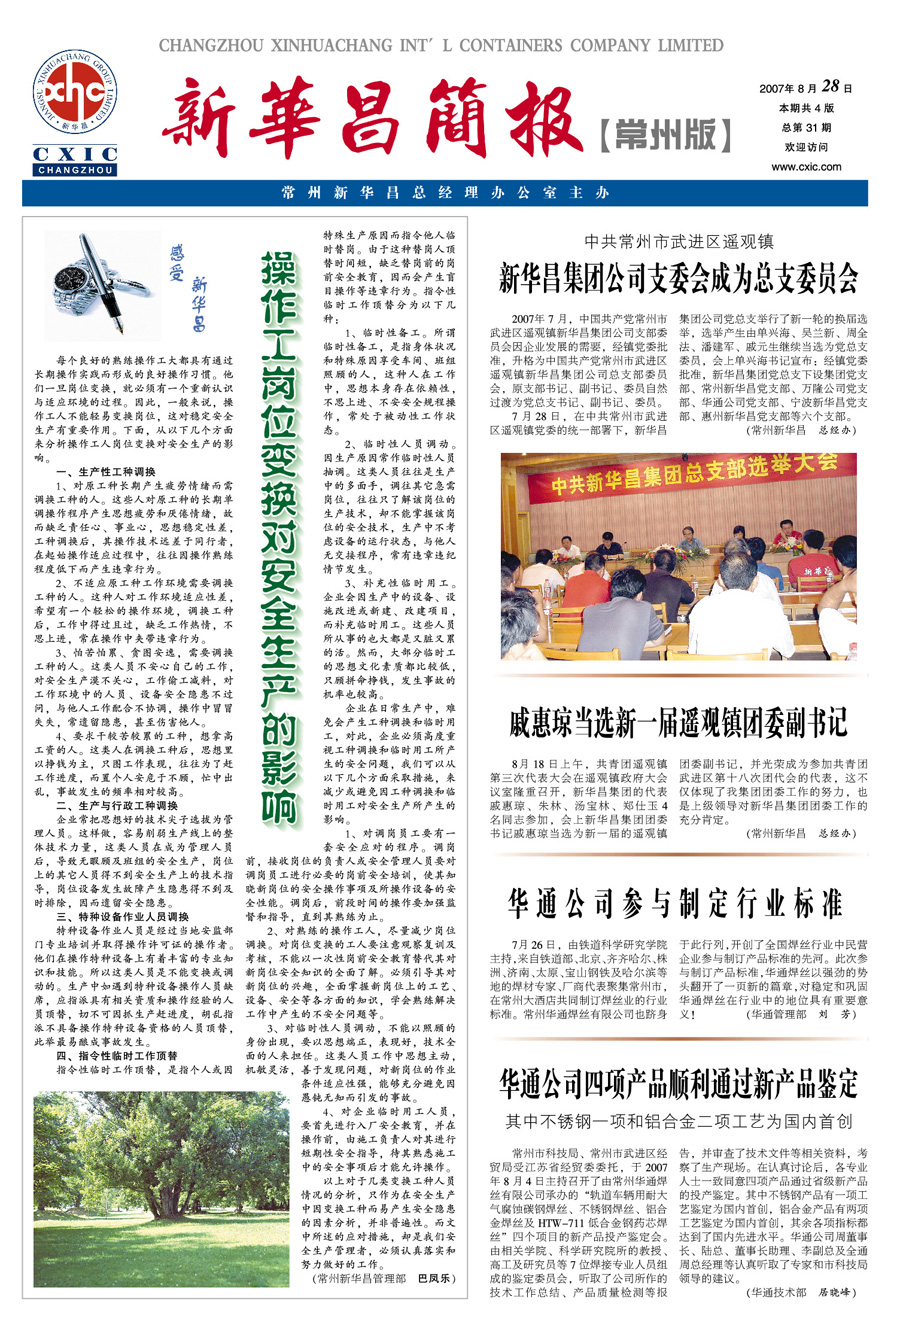 CHANGZHOU XINHUACHANG INT'L CONTAINERS COMPANY LIMITED
JIANGSU XINHUACHANG GROUP LIMITED
xhc
·新华昌·
CXIC
CHANGZHOU
新華昌簡报【常州版】
2007年8月28日
本期共4版
总第31期
欢迎访问
www.cxic.com
常州新华昌总经理办公室主办
感受
新华昌
操作工岗位变换对安全生产的影响
每个良好的熟练操作工大都具有通过
长期操作实践而形成的良好操作习惯。他
们一旦岗位变换，就必须有一个重新认识
与适应环境的过程。因此，一般来说，操
作工人不能轻易变换岗位，这对稳定安全
生产有重要作用。下面，从以下几个方面
来分析操作工人岗位变换对安全生产的影
响。
一、生产性工种调换
1、对原工种长期产生疲劳情绪而需
调换工种的人。这些人对原工种的长期单
调操作程序产生思想疲劳和厌倦情绪，故
而缺乏责任心、事业心，思想稳定性差，
工种调换后，其操作技术远差于同行者，
在起始操作适应过程中，往往因操作熟练
程度低下而产生违章行为。
2、不适应原工种工作环境需要调换
工种的人。这种人对工作环境适应性差，
希望有一个轻松的操作环境，调换工种
后，工作中得过且过，缺乏工作热情，不
思上进，常在操作中夹带违章行为。
3、怕苦怕累、贪图安逸，需要调换
工种的人。这类人员不安心自己的工作，
对安全生产漠不关心，工作偷工减料，对
工作环境中的人员、设备安全隐患不过
问，与他人工作配合不协调，操作中冒冒
失失，常遗留隐患，甚至伤害他人。
4、要求干较苦较累的工种，想拿高
工资的人。这类人在调换工种后，思想里
以挣钱为主，只图工作表现，往往为了赶
工作进度，而置个人安危于不顾，忙中出
乱，事故发生的频率相对较高。
二、生产与行政工种调换
企业常把思想好的技术尖子选拔为管
理人员。这样做，容易削弱生产线上的整
体技术力量，这类人员在成为管理人员
后，导致无暇顾及班组的安全生产，岗位
上的其它人员得不到安全生产上的技术指
导，岗位设备发生故障产生隐患得不到及
时排除，因而遗留安全隐患。
三、特种设备作业人员调换
特种设备作业人员是经过当地安监部
门专业培训并取得操作许可证的操作者。
他们在操作特种设备上有着丰富的专业知
识和技能。所以这类人员是不能变换或调
动的。生产中如遇到特种设备操作人员缺
席，应指派具有相关资质和操作经验的人
员顶替，切不可因抓生产赶进度，胡乱指
派不具备操作特种设备资格的人员顶替，
此举最易酿成事故发生。
四、指令性临时工作顶替
指令性临时工作顶替，是指个人或因
特殊生产原因而指令他人临
时替岗。由于这种替岗人顶
替时间短，缺乏替岗前的岗
前安全教育，因而会产生盲
目操作等违章行为。指令性
临时工作顶替分为以下几
种：
1、临时性备工。所谓
临时性备工，是指身体状况
和特殊原因享受车间、班组
照顾的人，这种人在工作
中，思想本身存在依赖性，
不思上进、不安安全规程操
作，常处于被动性工作状
态。
2、临时性人员调动。
因生产原因常作临时性人员
抽调。这类人员往往是生产
中的多面手，调往其它急需
岗位，往往只了解该岗位的
生产技术，却不能掌握该岗
位的安全技术，生产中不考
虑设备的运行状态，与他人
无交接程序，常有违章违纪
情节发生。
3、补充性临时用工。
企业会因生产中的设备、设
施改进或新建、改建项目，
而补充临时用工。这些人员
所从事的也大都是又脏又累
的活。然而，大部分临时工
的思想文化素质都比较低，
只顾拼命挣钱，发生事故的
机率也较高。
企业在日常生产中，难
免会产生工种调换和临时用
工，对此，企业必须高度重
视工种调换和临时用工所产
生的安全问题，我们可以从
以下几个方面来取措施，来
减少或避免因工种调换和临
时用工对安全生产所产生的
影响。
1、对调岗员工要有一
套安全应对的程序。调岗
前，接收岗位的负责人或安全管理人员要对
调岗员工进行必要的岗前安全培训，使其知
晓新岗位的安全操作事项及所操作设备的安
全性能。调岗后，前段时间的操作要加强监
督和指导，直到其熟练为止。
2、对熟练的操作工人，尽量减少岗位
调换。对岗位变换的工人要注意观察复训及
考核，不能以一次性岗前安全教育替代其对
新岗位安全知识的全面了解。必须引导其对
新岗位的兴趣，全面掌握新岗位上的工艺、
设备、安全等各方面的知识，学会熟练解决
工作中产生的不安全问题等。
3、对临时性人员调动，不能以照顾的
身份出现，要以思想端正，表现好，技术全
面的人来担任。这类人员工作中思想主动，
机敏灵活，善于发现问题，对新岗位的作业
条件适应性强，能够充分避免因
愚钝无知而引发的事故。
4、对企业临时用工人员，
要首先进行入厂安全教育，并在
操作前，由施工负责人对其进行
短期性安全指导，待其熟悉施工
中的安全事项后才能允许操作。
以上对于几类变换工种人员
情况的分析，只作为在安全生产
中因变换工种而易产生安全隐患
的因素分析，并非普遍性。而文
中所述的应对措施，却是我们安
全生产管理者，必须认真落实和
努力做好的工作。
（常州新华昌管理部 巴凤乐）
中共常州市武进区遥观镇
新华昌集团公司支委会成为总支委员会
2007年7月，中国共产党常州市
武进区遥观镇新华昌集团公司支部委
员会因企业发展的需要，经镇党委批
准，升格为中国共产党常州市武进区
遥观镇新华昌集团公司总支部委员
会，原支部书记、副书记、委员自然
过渡为党总支书记、副书记、委员。
7月28日，在中共常州市武进
区遥观镇党委的统一部署下，新华昌
集团公司党总支举行了新一轮的换届选
举，选举产生由单兴海、吴兰新、周全
法、潘建军、戚元生继续当选为党总支
委员，会上单兴海书记宣布：经镇党委
批准，新华昌集团党总支下设集团党支
部、常州新华昌党支部、万隆公司党支
部、华通公司党支部、宁波新华昌党支
部、惠州新华昌党支部等六个支部。
（常州新华昌 总经办）
中共新华昌集团总支部选举大会
戚惠琼当选新一届遥观镇团委副书记
8月18日上午，共青团遥观镇
第三次代表大会在遥观镇政府大会
议室隆重召开，新华昌集团的代表
戚惠琼、朱林、汤宝林、郑仕玉4
名同志参加，会上新华昌集团团委
书记戚惠琼当选为新一届的遥观镇
团委副书记，并光荣成为参加共青团
武进区第十八次团代会的代表，这不
仅体现了我集团团委工作的努力，也
是上级领导对新华昌集团团委工作的
充分肯定。
（常州新华昌 总经办）
华通公司参与制定行业标准
7月26日，由铁道科学研究学院
主持，来自铁道部、北京、齐齐哈尔、株
洲、济南、太原、宝山钢铁及哈尔滨等
地的焊材专家、厂商代表聚集常州市，
在常州大酒店共同制订焊丝业的行业
标准。常州华通焊丝有限公司也跻身
于此行列，开创了全国焊丝行业中民营
企业参与制订产品标准的先河。此次参
与制订产品标准，华通焊丝以强劲的势
头翻开了一页新的篇章，对稳定和巩固
华通焊丝在行业中的地位具有重要意
义！（华通管理部 刘 芳）
华通公司四项产品顺利通过新产品鉴定
其中不锈钢一项和铝合金二项工艺为国内首创
常州市科技局、常州市武进区经
贸局受江苏省经贸委委托，于2007
年8月4日主持召开了由常州华通焊
丝有限公司承办的“轨道车辆用耐大
气腐蚀碳钢焊丝、不锈钢焊丝、铝合
金焊丝及HTW-711低合金钢药芯焊
丝”四个项目的新产品投产鉴定会。
由相关学院、科学研究院所的教授、
高工及研究员等7位焊接专业人员组
成的鉴定委员会，听取了公司所作的
技术工作总结、产品质量检测等报
告，并审查了技术文件等相关资料，考
察了生产现场。在认真讨论后，各专业
人士一致同意四项产品通过省级新产品
的投产鉴定。其中不锈钢产品有一项工
艺鉴定为国内首创，铝合金产品有两项
工艺鉴定为国内首创，其余各项指标都
达到了国内先进水平。华通公司周董事
长、陆总、董事长助理、李副总及全通
周总经理等认真听取了专家和市科技局
领导的建议。
（华通技术部 居晓峰）